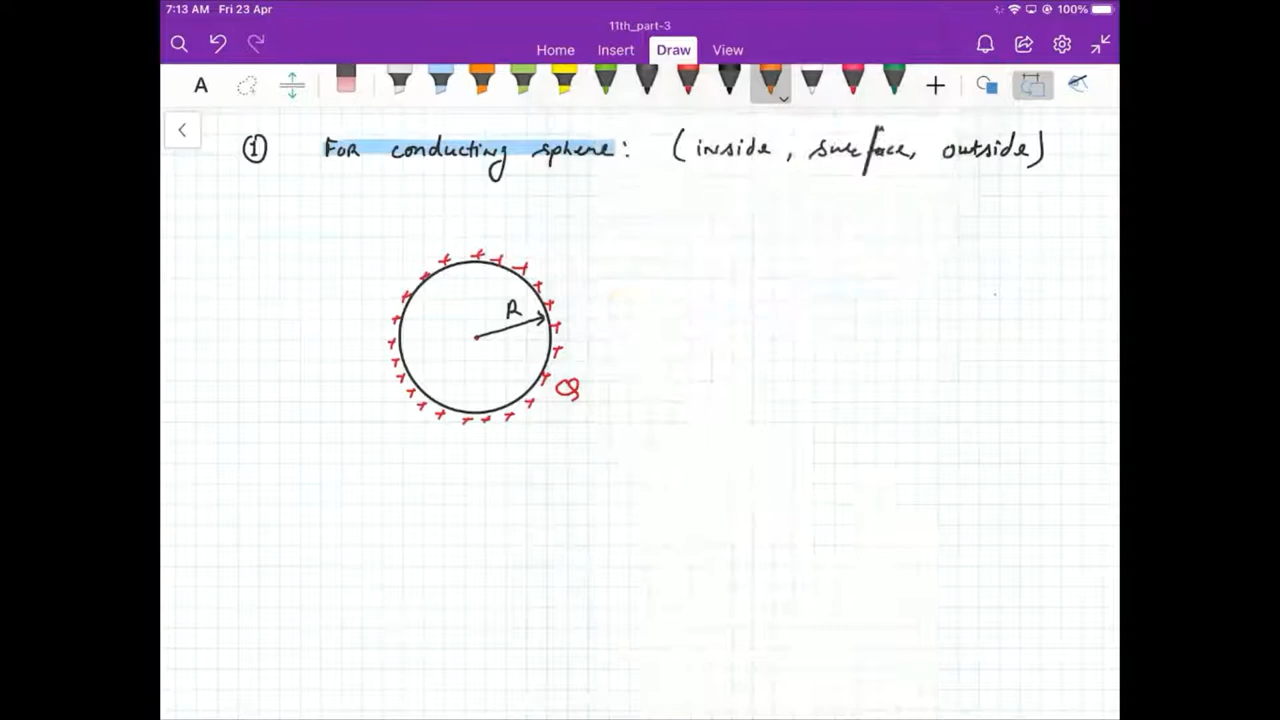 7:13 AM Fri 23 Apr
100%
11th_part-3
Home Insert Draw View
A
① For conducting sphere : (inside, surface, outside)
R
Q